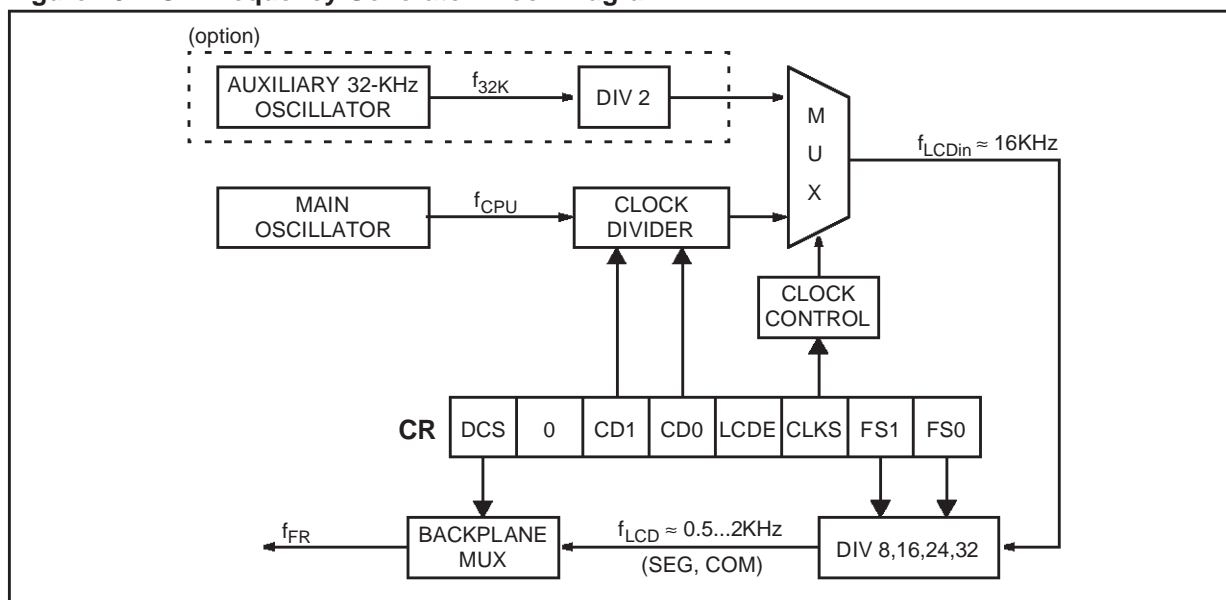 (option)
AUXILIARY 32-KHz
OSCILLATOR
f32K
DIV 2
M
U
X
fLCDin ≈ 16KHz
MAIN
OSCILLATOR
fCPU
CLOCK
DIVIDER
CLOCK
CONTROL
CR DCS 0 CD1 CD0 LCDE CLKS FS1 FS0
fFR
BACKPLANE
MUX
fLCD ≈ 0.5...2KHz
(SEG, COM)
DIV 8,16,24,32